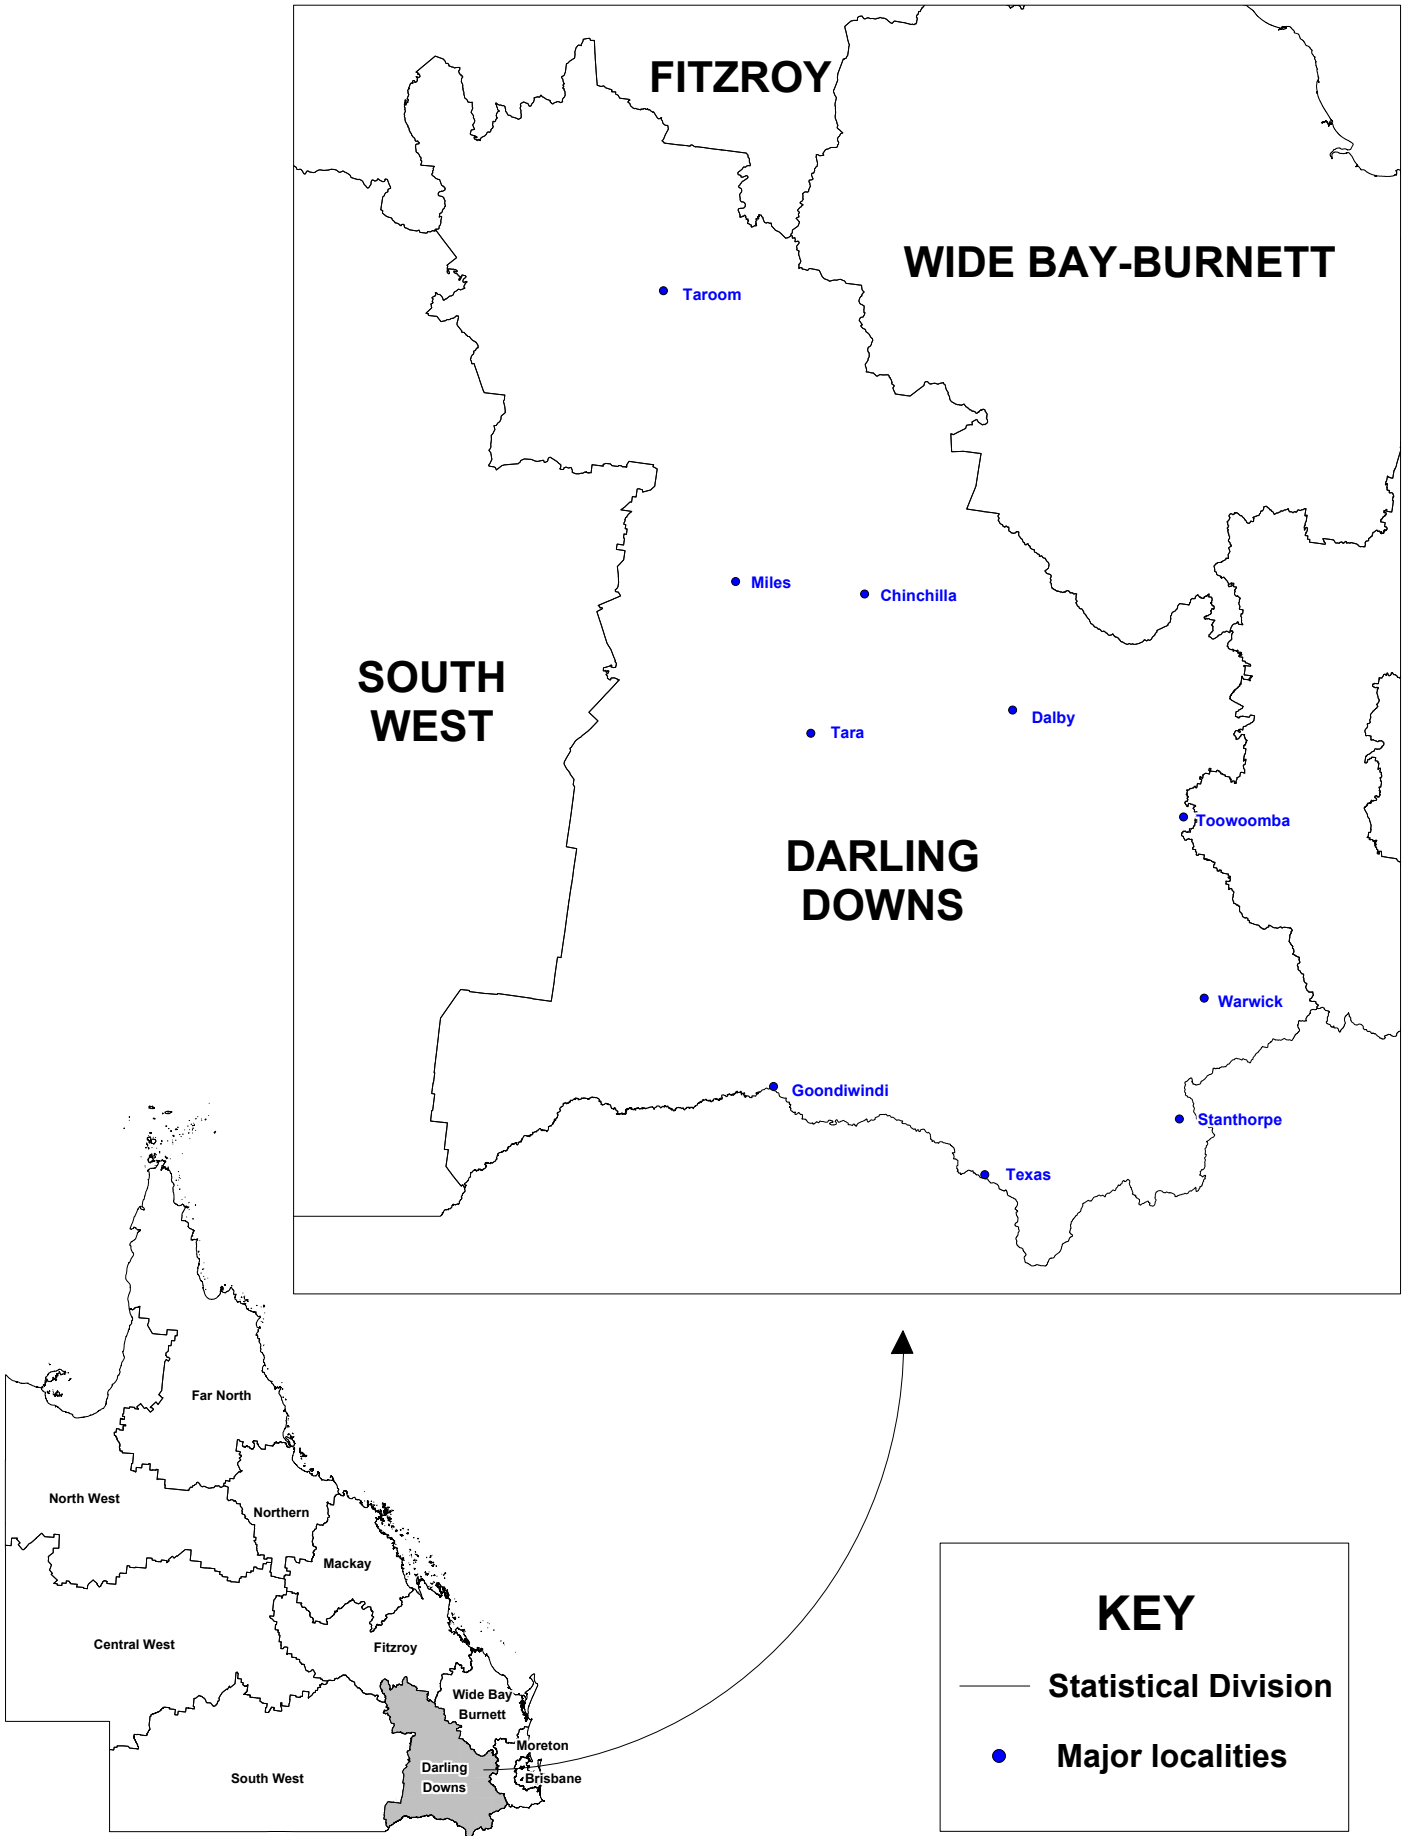 FITZROY
WIDE BAY-BURNETT
Taroom
Miles
Chinchilla
SOUTH
WEST
Dalby
Tara
Toowoomba
DARLING
DOWNS
Warwick
Goondiwindi
Stanthorpe
Texas
Far North
North West
Northern
Mackay
Central West
Fitzroy
Wide Bay
Burnett
Moreton
Darling
Downs
South West
Brisbane
KEY
Statistical Division
Major localities